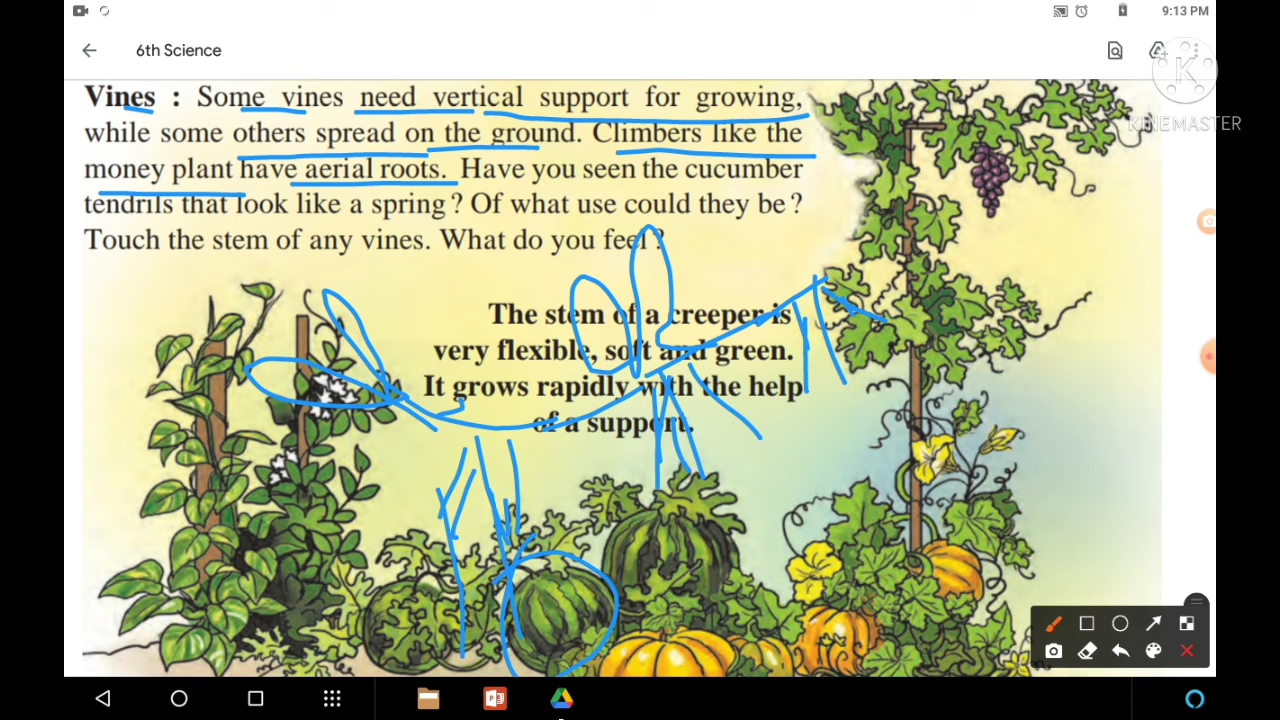 9:13 PM
6th Science
KINEMASTER
Vines : Some vines need vertical support for growing,
while some others spread on the ground. Climbers like the
money plant have aerial roots. Have you seen the cucumber
tendrils that look like a spring? Of what use could they be?
Touch the stem of any vines. What do you feel?
The stem of a creeper is
very flexible, soft and green.
It grows rapidly with the help
of a support.